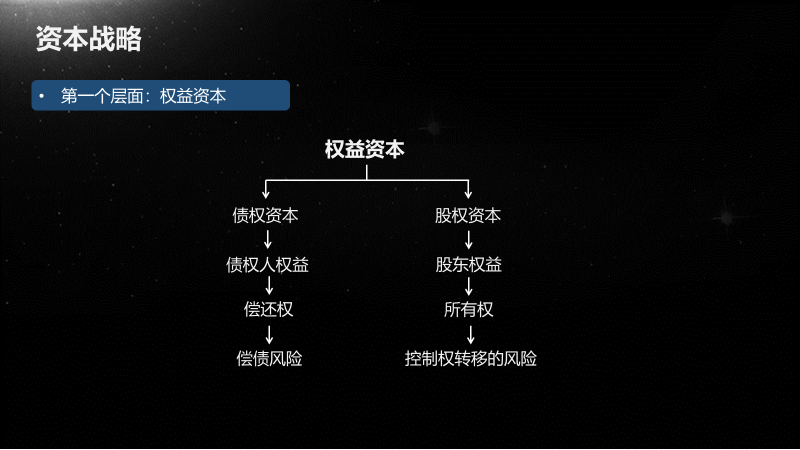 资本战略
• 第一个层面：权益资本
权益资本
债权资本 股权资本
债权人权益 股东权益
偿还权 所有权
偿债风险 控制权转移的风险